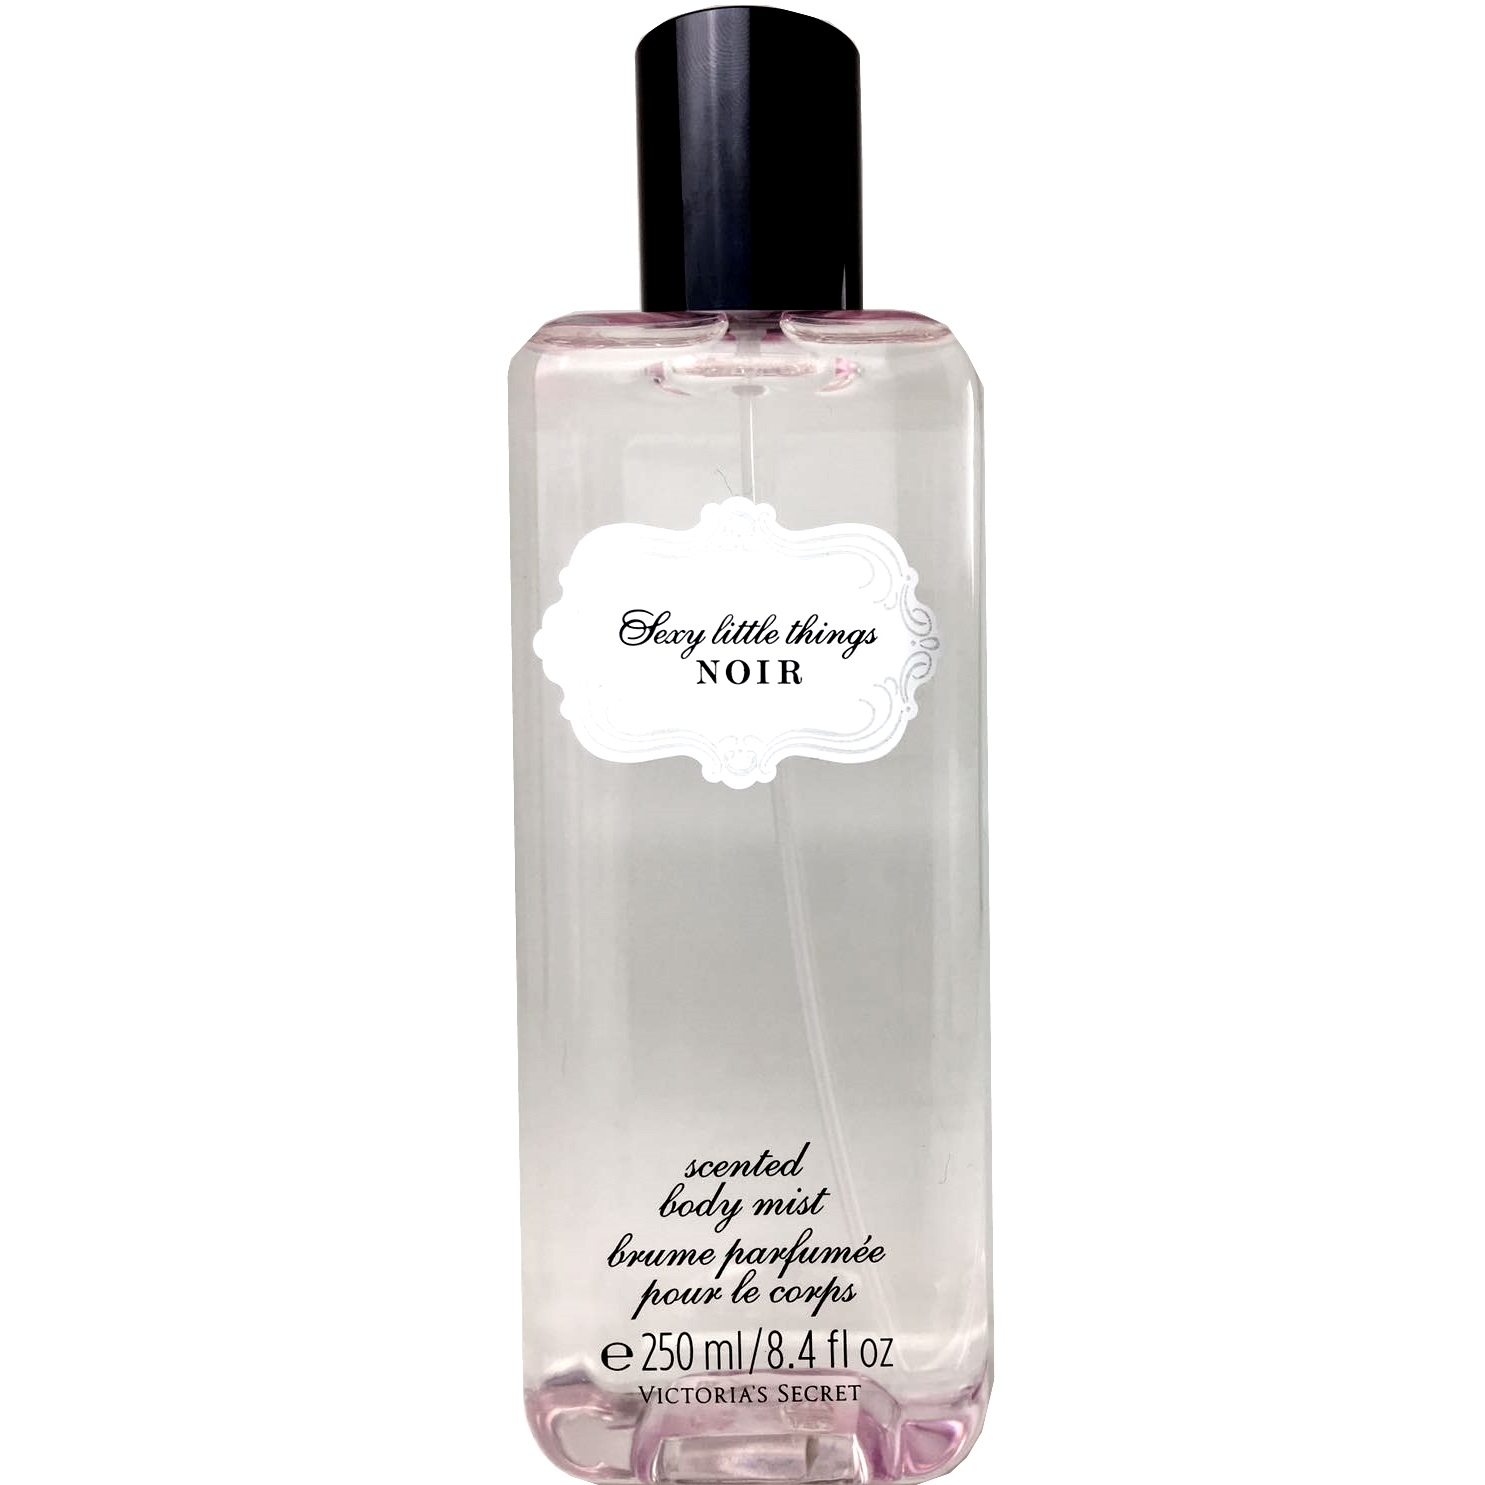 Sexy little things
NOIR
scented
body mist
brume parfumée
pour le corps
℮ 250 ml/8.4 fl oz
VICTORIA'S SECRET